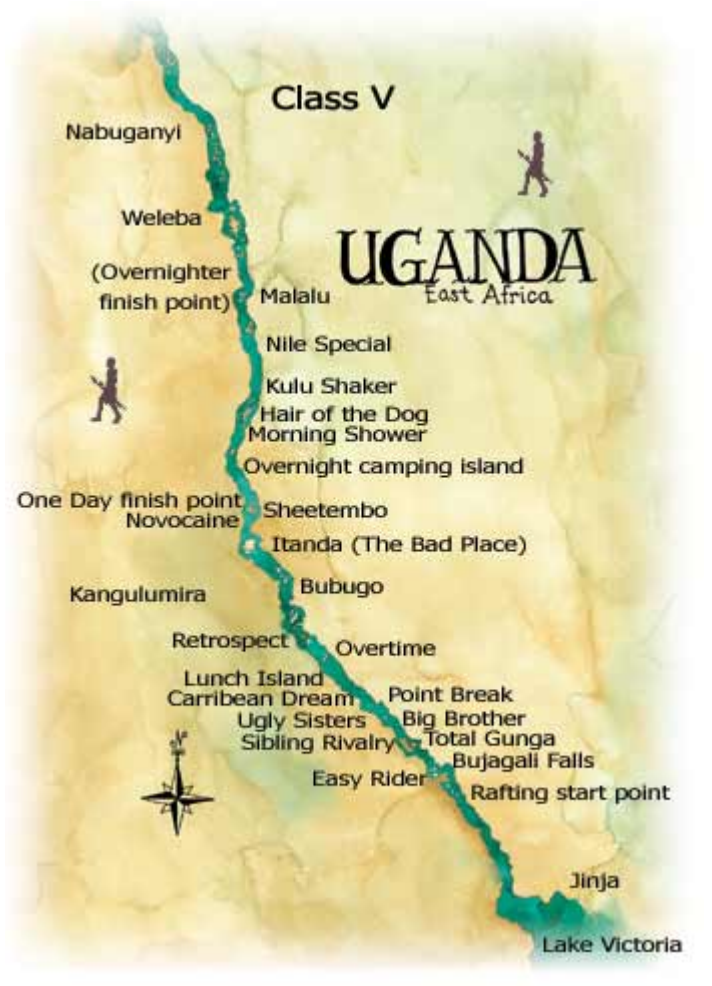 Class V
Nabuganyi
Weleba
UGANDA
East Africa
(Overnighter
finish point)
Malalu
Nile Special
Kulu Shaker
Hair of the Dog
Morning Shower
Overnight camping island
One Day finish point
Novocaine
Sheetembo
Itanda (The Bad Place)
Bubugo
Kangulumira
Retrospect
Overtime
Lunch Island
Carribean Dream
Point Break
Ugly Sisters
Big Brother
Sibling Rivalry
Total Gunga
Bujagali Falls
Easy Rider
Rafting start point
N
Jinja
Lake Victoria